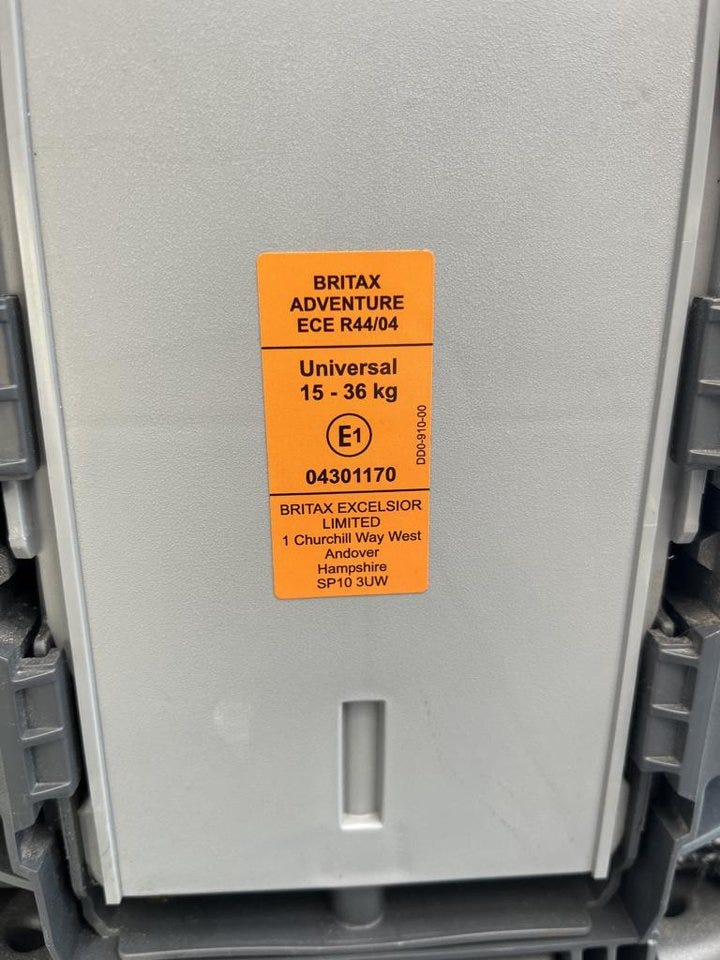 BRITAX
ADVENTURE
ECE R44/04
Universal
15 - 36 kg
E1
DD0-910-00
04301170
BRITAX EXCELSIOR
LIMITED
1 Churchill Way West
Andover
Hampshire
SP10 3UW